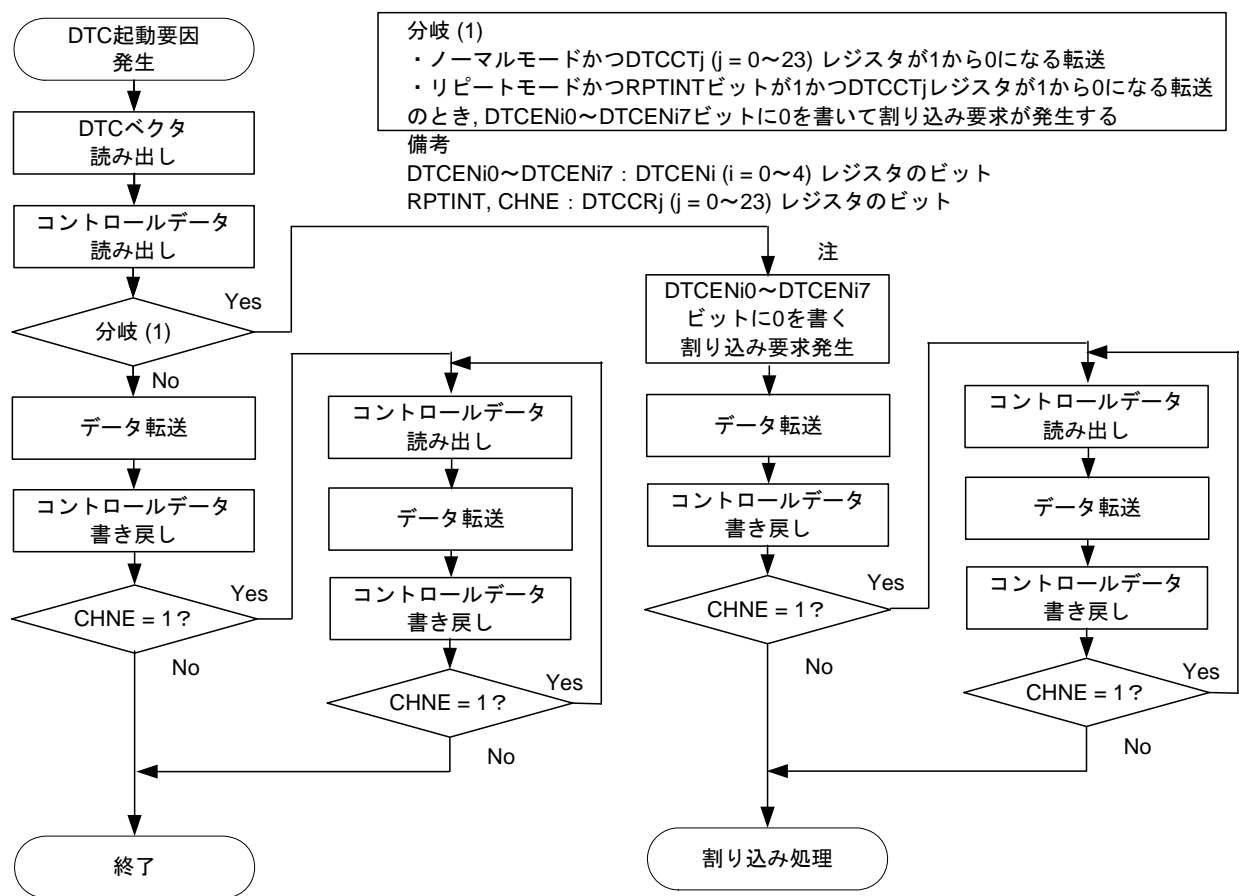 DTC起動要因
発生
DTCベクタ
読み出し
コントロールデータ
読み出し
分岐 (1)
Yes
No
データ転送
コントロールデータ
書き戻し
CHNE = 1?
Yes
No
終了
コントロールデータ
読み出し
データ転送
コントロールデータ
書き戻し
CHNE = 1?
Yes
No
分岐 (1)
・ノーマルモードかつDTCCTj (j = 0～23) レジスタが1から0になる転送
・リピートモードかつRPTINTビットが1かつDTCCTjレジスタが1から0になる転送
のとき, DTCENi0～DTCENi7ビットに0を書いて割り込み要求が発生する
備考
DTCENi0～DTCENi7 : DTCENi (i = 0～4) レジスタのビット
RPTINT, CHNE : DTCCRj (j = 0～23) レジスタのビット
注
DTCENi0～DTCENi7
ビットに0を書く
割り込み要求発生
データ転送
コントロールデータ
書き戻し
CHNE = 1?
Yes
No
割り込み処理
コントロールデータ
読み出し
データ転送
コントロールデータ
書き戻し
CHNE = 1?
Yes
No